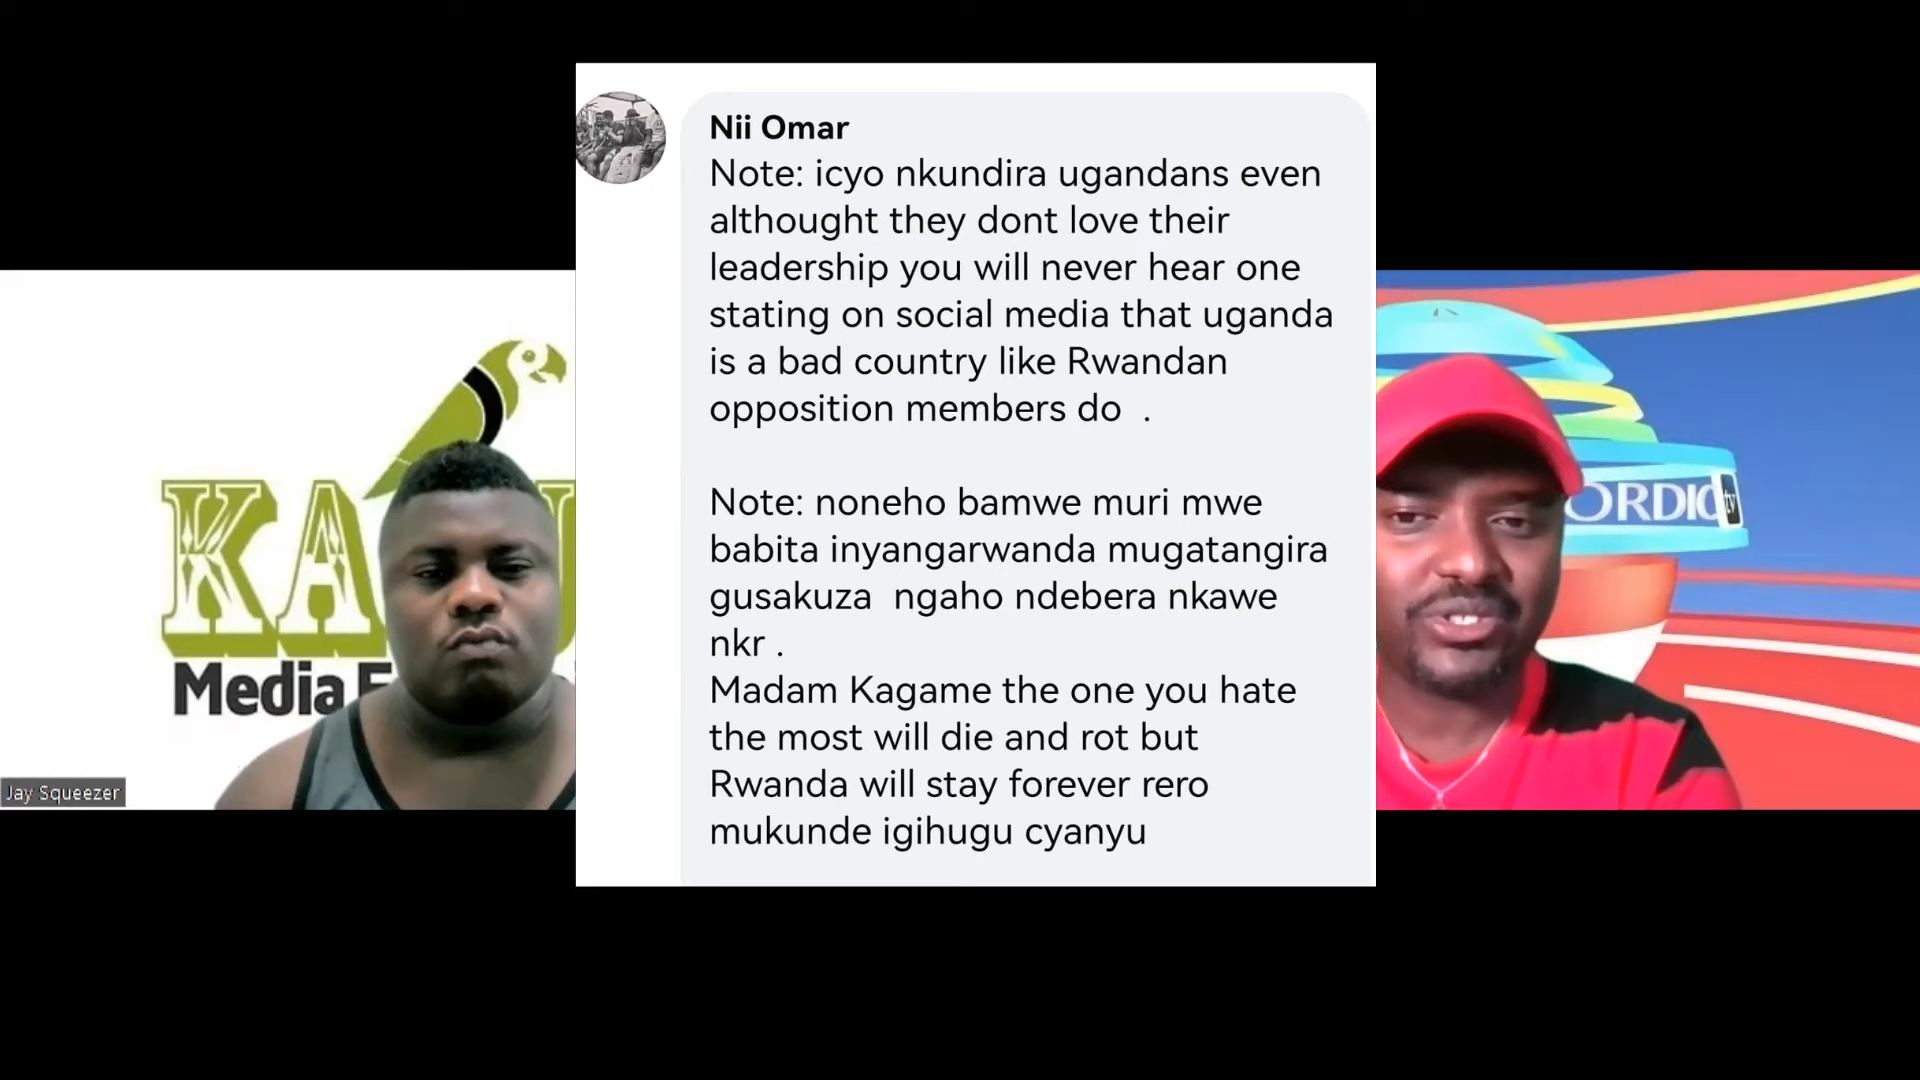 Nii Omar
Note: icyo nkundira ugandans even
althought they dont love their
leadership you will never hear one
stating on social media that uganda
is a bad country like Rwandan
opposition members do .
Note: noneho bamwe muri mwe
babita inyangarwanda mugatangira
gusakuza ngaho ndebera nkawe
nkr .
Madam Kagame the one you hate
the most will die and rot but
Rwanda will stay forever rero
mukunde igihugu cyanyu
Media
Jay Squeezer
ORDIC tv